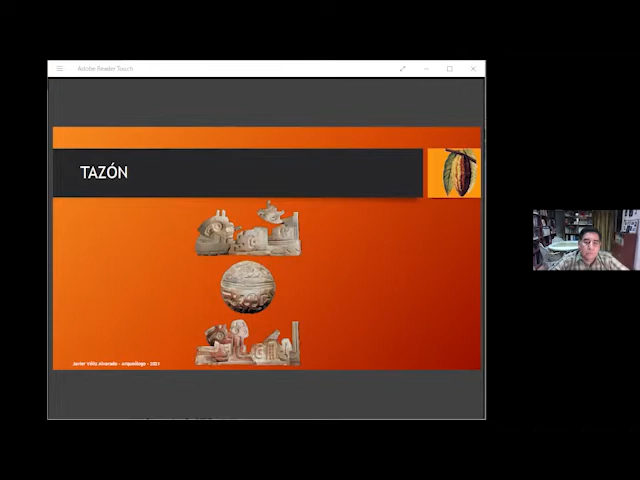 Adobe Reader Touch
TAZÓN
Javier Véliz Alvarado - Arqueólogo - 2021